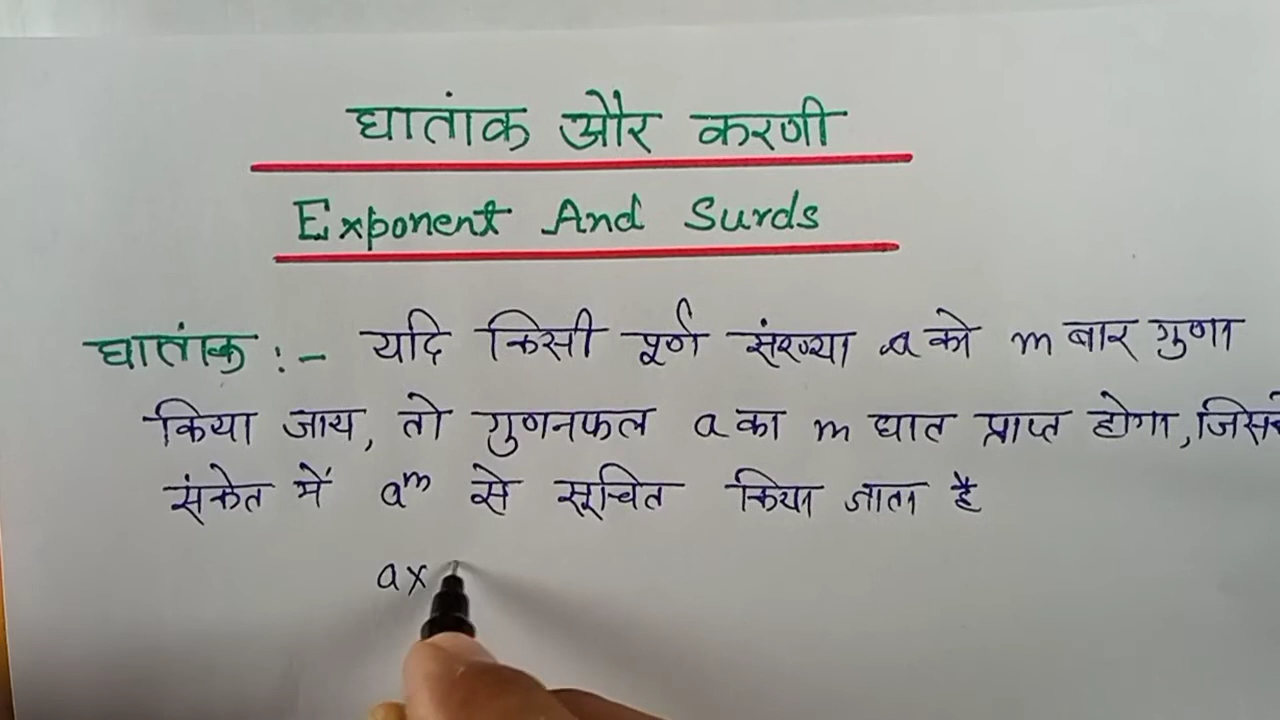 घातांक और करणी
Exponent And Surds
घातांक :- यदि किसी पूर्ण संख्या a को m बार गुणा
किया जाय, तो गुणनफल a का m घात प्राप्त होगा,
संकेत में aᵐ से सूचित किया जाता है
a×